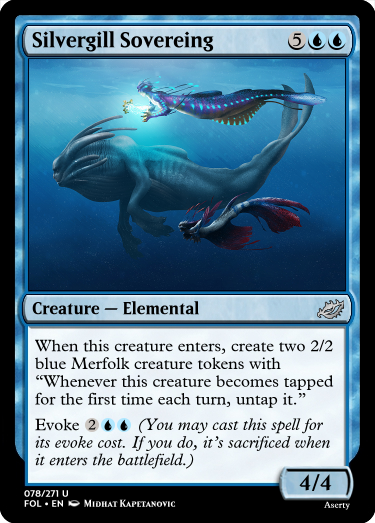 Silvergill Sovereing 5
Creature — Elemental
When this creature enters, create two 2/2
blue Merfolk creature tokens with
“Whenever this creature becomes tapped
for the first time each turn, untap it.”
Evoke 2 (You may cast this spell for
its evoke cost. If you do, it’s sacrificed when
it enters the battlefield.)
4/4
078/271 U
FOL • EN Midhat Kapetanovic
Aserty